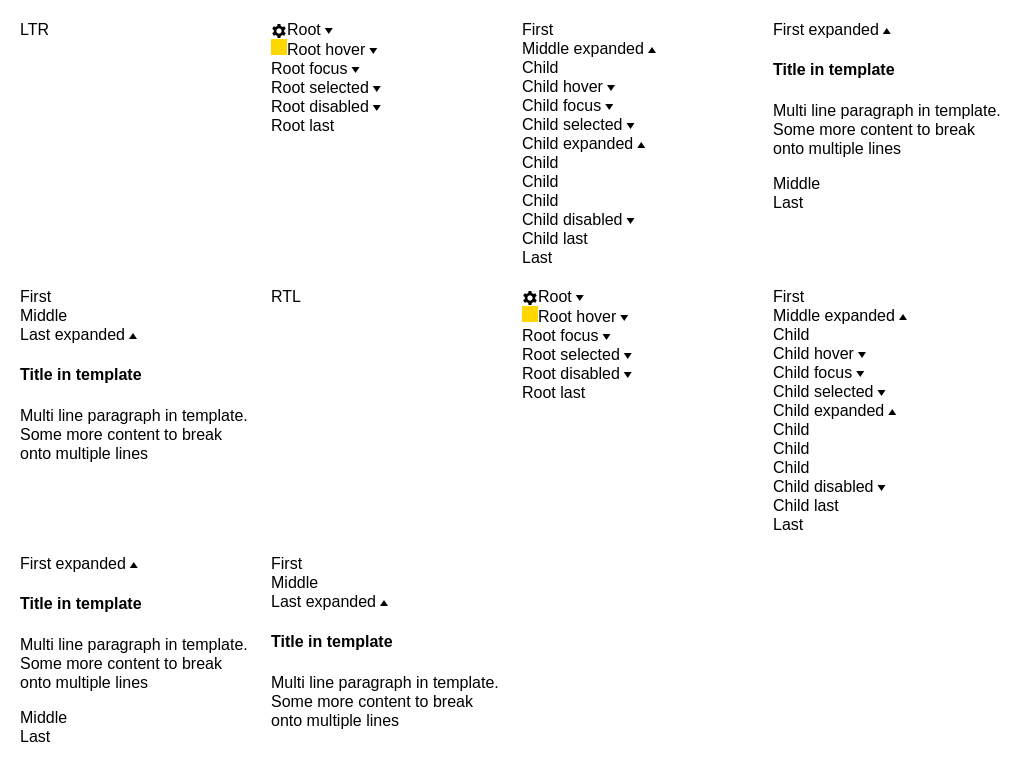 LTR
Root
Root hover
Root focus
Root selected
Root disabled
Root last
First
Middle expanded
Child
Child hover
Child focus
Child selected
Child expanded
Child
Child
Child
Child disabled
Child last
Last
First expanded
Title in template
Multi line paragraph in template.
Some more content to break
onto multiple lines
Middle
Last
First
Middle
Last expanded
Title in template
Multi line paragraph in template.
Some more content to break
onto multiple lines
RTL
Root
Root hover
Root focus
Root selected
Root disabled
Root last
First
Middle expanded
Child
Child hover
Child focus
Child selected
Child expanded
Child
Child
Child
Child disabled
Child last
Last
First expanded
Title in template
Multi line paragraph in template.
Some more content to break
onto multiple lines
Middle
Last
First
Middle
Last expanded
Title in template
Multi line paragraph in template.
Some more content to break
onto multiple lines